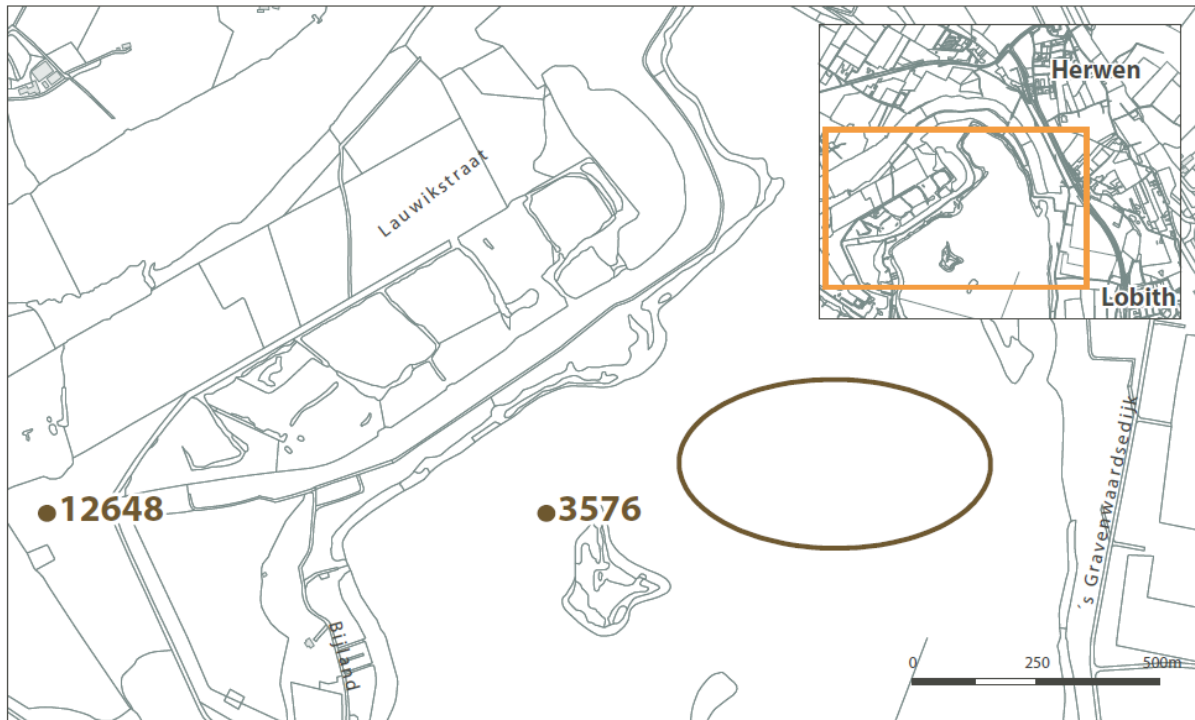 Herwen
Lobith
Lauwikstraat
12648
3576
's Gravenwaardsedijk
Bijland
0 250 500m